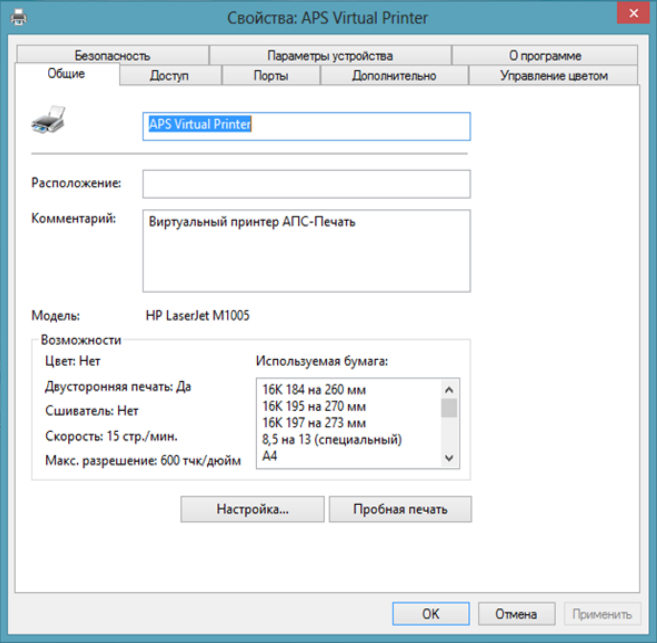 Свойства: APS Virtual Printer
Безопасность
Параметры устройства
О программе
Общие
Доступ
Порты
Дополнительно
Управление цветом
APS Virtual Printer
Расположение:
Комментарий:
Виртуальный принтер АПС-Печать
Модель:
HP LaserJet M1005
Возможности
Цвет: Нет
Двусторонняя печать: Да
Сшиватель: Нет
Скорость: 15 стр./мин.
Макс. разрешение: 600 тчк/дюйм
Используемая бумага:
16K 184 на 260 мм
16K 195 на 270 мм
16K 197 на 273 мм
8,5 на 13 (специальный)
A4
Настройка...
Пробная печать
OK
Отмена
Применить